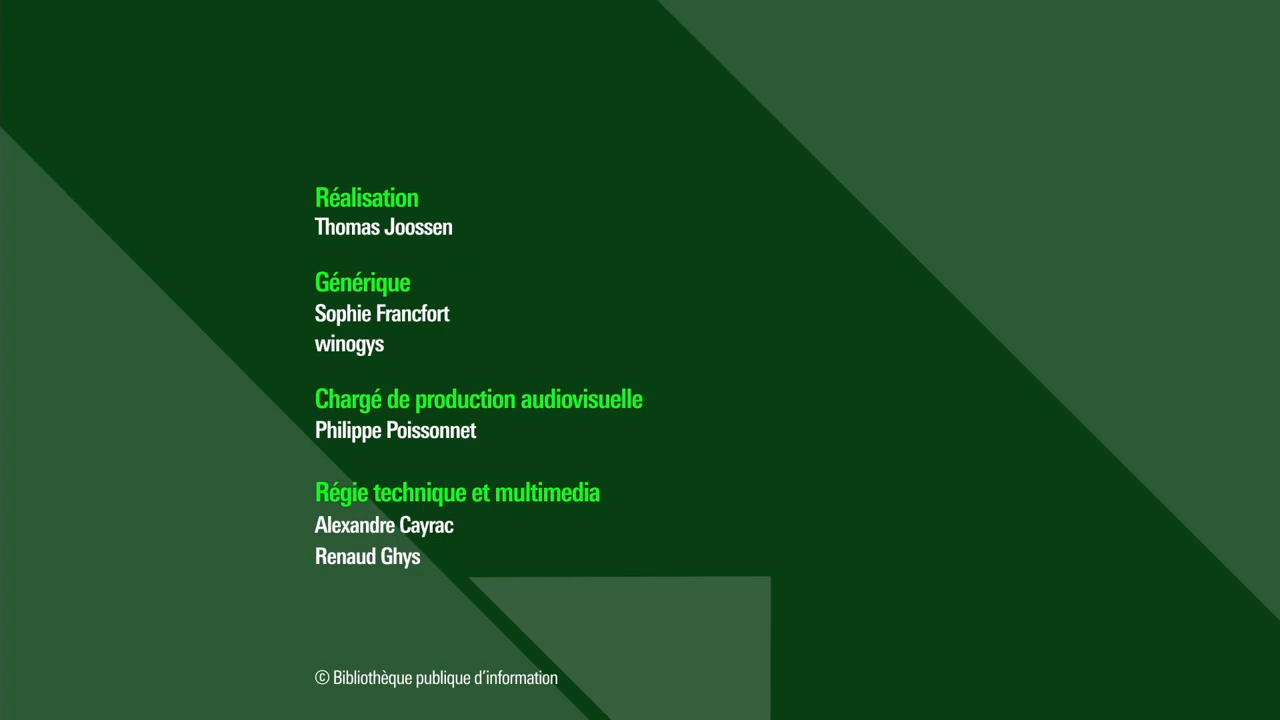 Réalisation
Thomas Joossen
Générique
Sophie Francfort
winogys
Chargé de production audiovisuelle
Philippe Poissonnet
Régie technique et multimedia
Alexandre Cayrac
Renaud Ghys
© Bibliothèque publique d’information